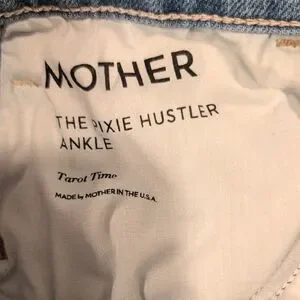 MOTHER
THE PIXIE HUSTLER
ANKLE
Tarot Time
MADE by MOTHER IN THE U.S.A.